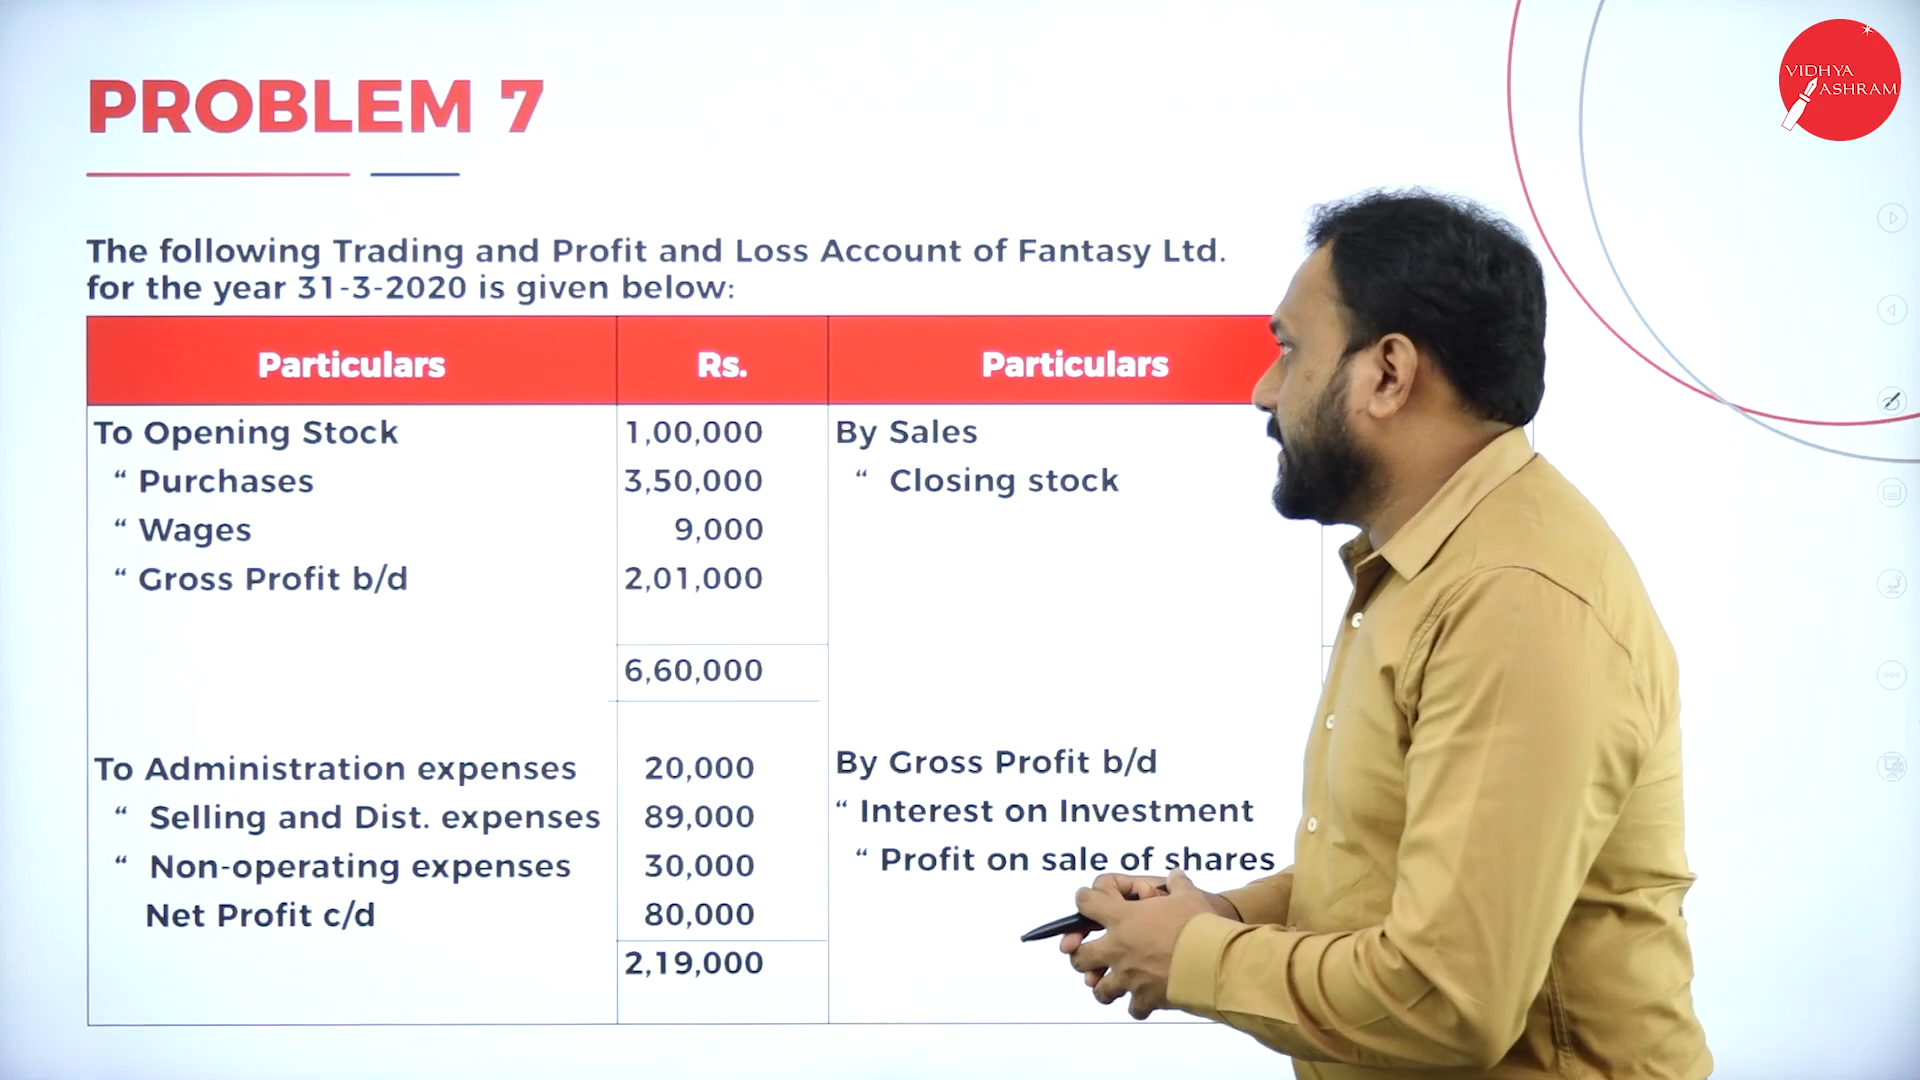 PROBLEM 7
VIDHYA
ASHRAM
The following Trading and Profit and Loss Account of Fantasy Ltd.
for the year 31-3-2020 is given below:
Particulars Rs. Particulars
To Opening Stock 1,00,000 By Sales
“ Purchases 3,50,000 “ Closing stock
“ Wages 9,000
“ Gross Profit b/d 2,01,000
6,60,000
To Administration expenses 20,000 By Gross Profit b/d
“ Selling and Dist. expenses 89,000 “ Interest on Investment
“ Non-operating expenses 30,000 “ Profit on sale of shares
Net Profit c/d 80,000
2,19,000